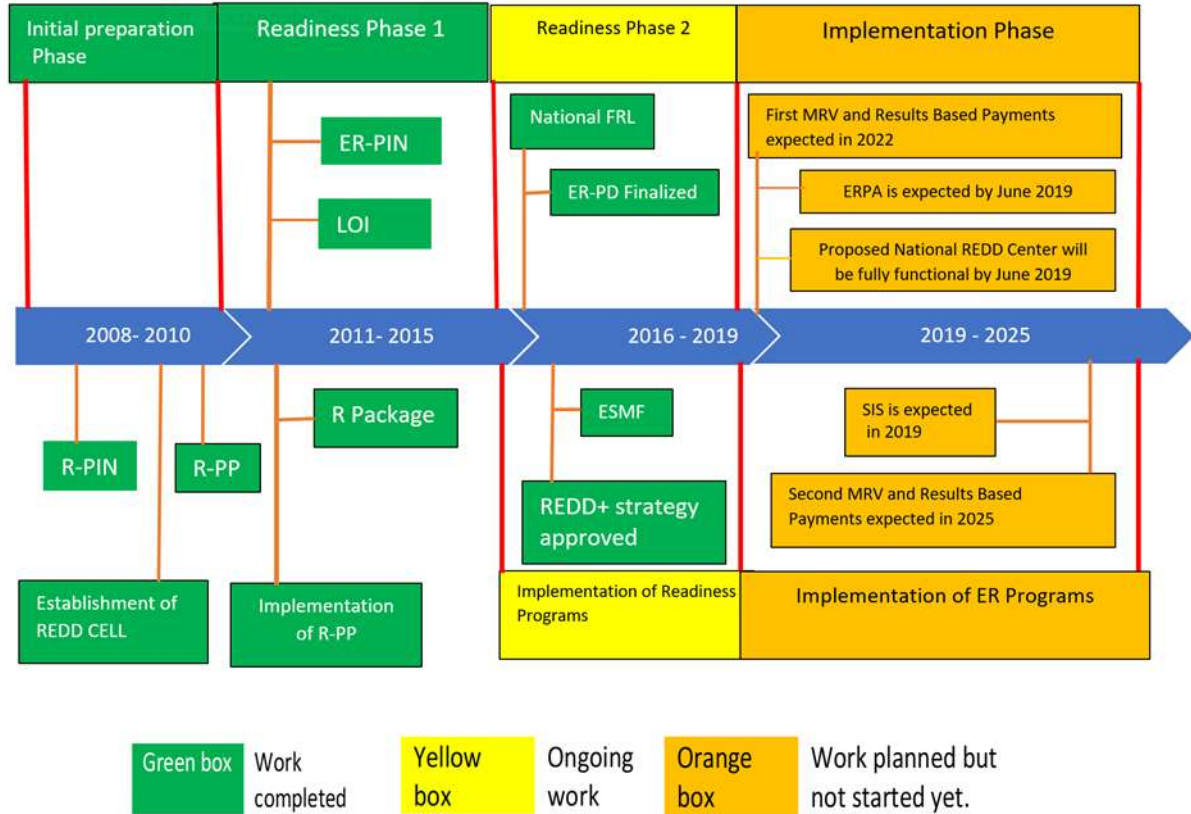 Initial preparation
Phase
Readiness Phase 1
Readiness Phase 2
Implementation Phase
National FRL
First MRV and Results Based Payments
expected in 2022
ER-PIN
ER-PD Finalized
ERPA is expected by June 2019
LOI
Proposed National REDD Center will
be fully functional by June 2019
2008- 2010
2011- 2015
2016 - 2019
2019 - 2025
R Package
ESMF
SIS is expected
in 2019
R-PIN
R-PP
REDD+ strategy
approved
Second MRV and Results Based
Payments expected in 2025
Establishment of
REDD CELL
Implementation
of R-PP
Implementation of Readiness
Programs
Implementation of ER Programs
Green box
Work
completed
Yellow
box
Ongoing
work
Orange
box
Work planned but
not started yet.